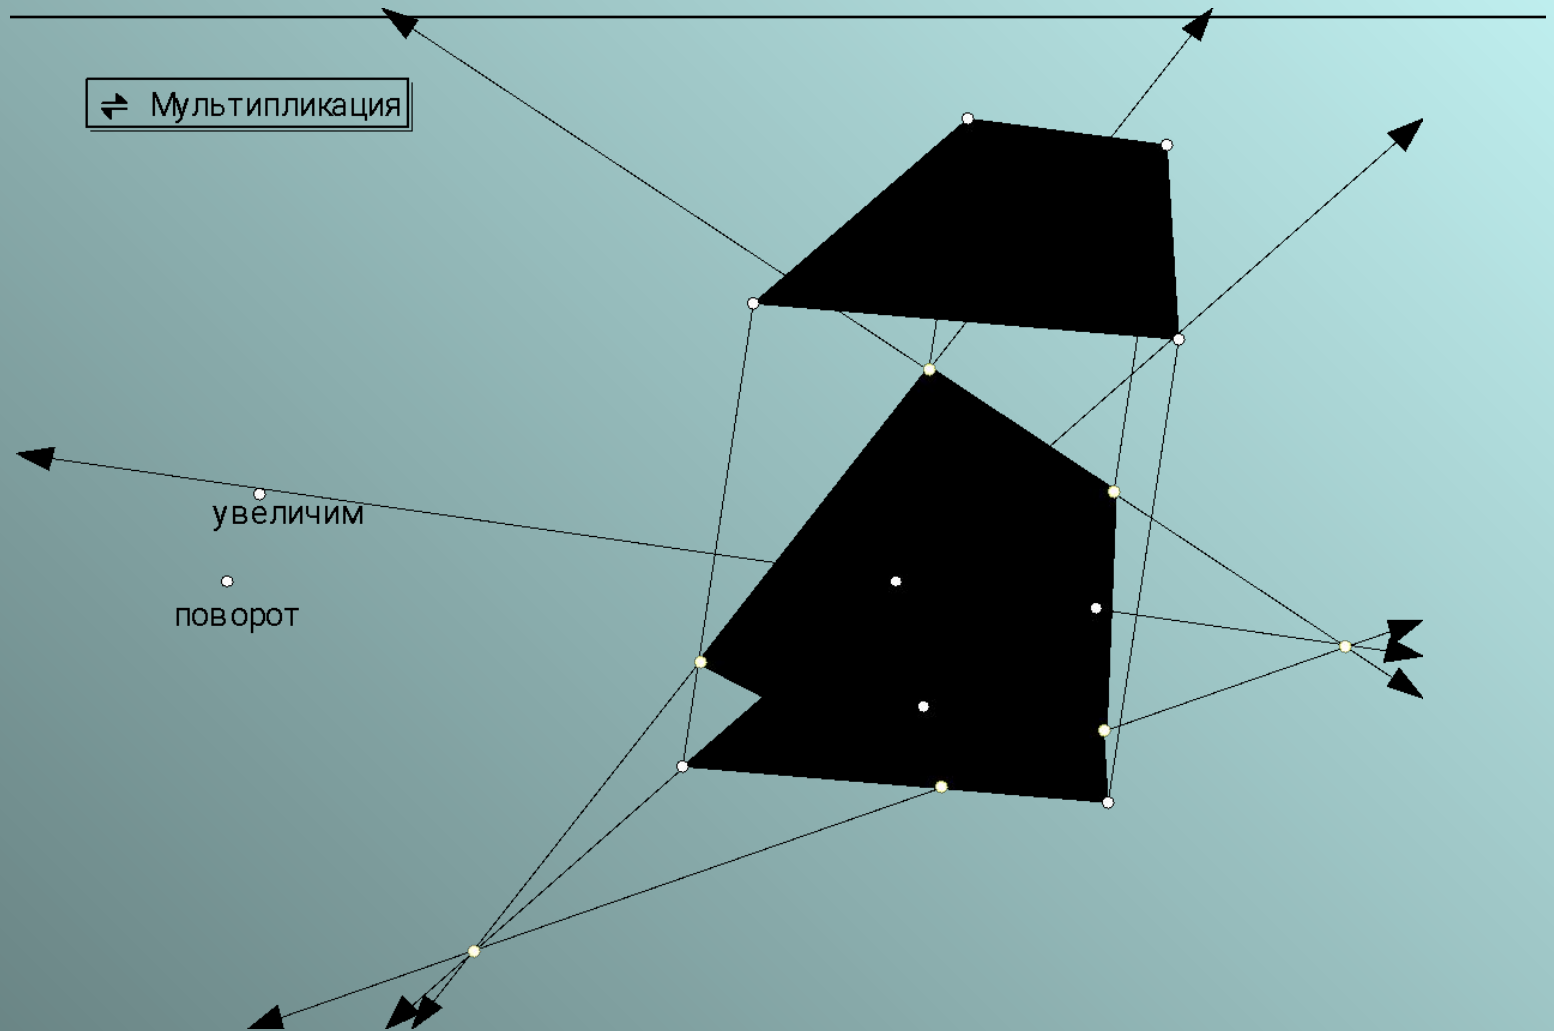 ⇌ Мультипликация
увеличим
поворот